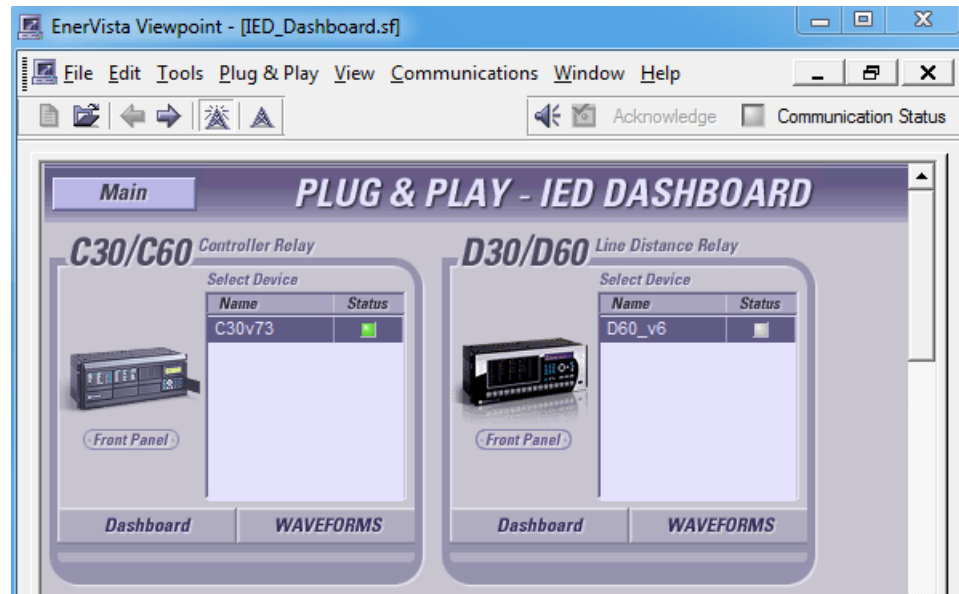 EnerVista Viewpoint - [IED_Dashboard.sf]
File Edit Tools Plug & Play View Communications Window Help
Acknowledge Communication Status
Main PLUG & PLAY - IED DASHBOARD
C30/C60 Controller Relay
Select Device
Name Status
C30v73
Front Panel
Dashboard WAVEFORMS
D30/D60 Line Distance Relay
Select Device
Name Status
D60_v6
Front Panel
Dashboard WAVEFORMS